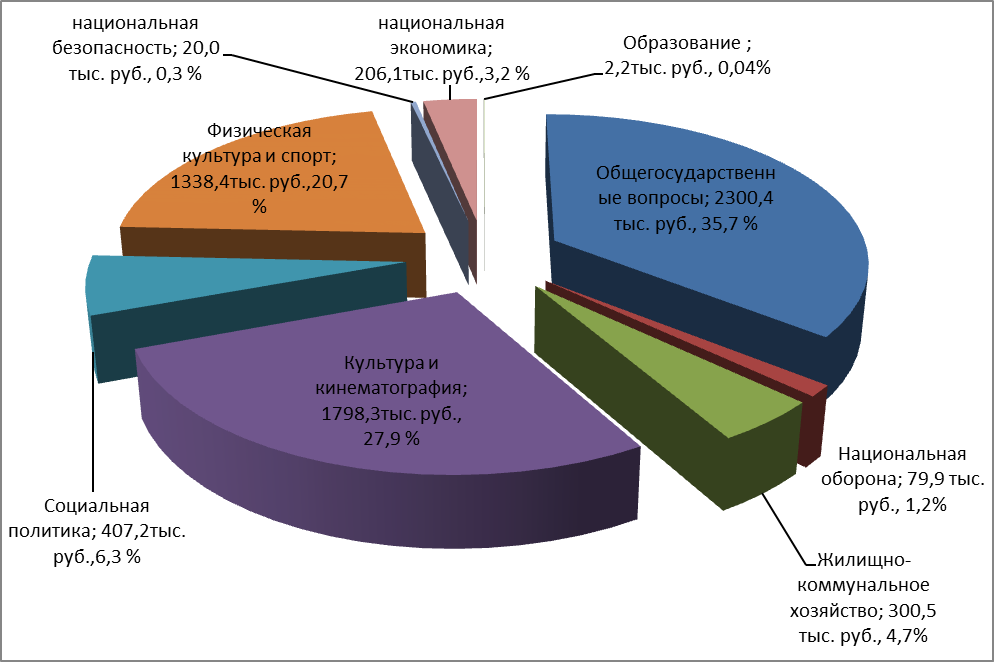 национальная
безопасность; 20,0
тыс. руб., 0,3 %
национальная
экономика;
206,1тыс. руб.,3,2 %
Образование ;
2,2тыс. руб., 0,04%
Физическая
культура и спорт;
1338,4тыс. руб.,20,7
%
Общегосударственн
ые вопросы; 2300,4
тыс. руб., 35,7 %
Культура и
кинематография;
1798,3тыс. руб.,
27,9 %
Национальная
оборона; 79,9 тыс.
руб., 1,2%
Социальная
политика; 407,2тыс.
руб.,6,3 %
Жилищно-
коммунальное
хозяйство; 300,5
тыс. руб., 4,7%